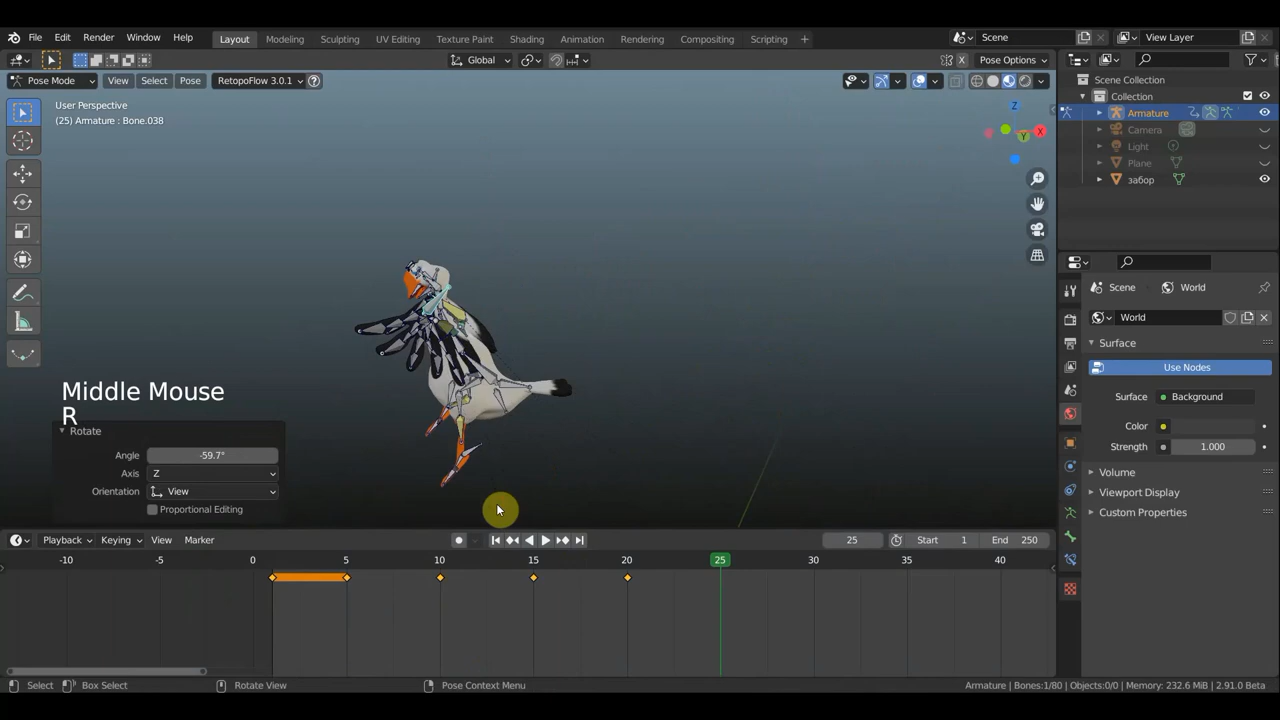 File Edit Render Window Help Layout Modeling Sculpting UV Editing Texture Paint Shading Animation Rendering Compositing Scripting + Scene View Layer
Global X Pose Options
Pose Mode View Select Pose RetopoFlow 3.0.1 ?
User Perspective
(25) Armature : Bone.038
Z
X
Y
Scene Collection
Collection
Armature
Camera
Light
Plane
забор
Scene World
World
Surface
Use Nodes
Surface Background
Color
Strength 1.000
Volume
Viewport Display
Custom Properties
Middle Mouse
R
Rotate
Angle -59.7°
Axis Z
Orientation View
Proportional Editing
Playback Keying View Marker 25 Start 1 End 250
-10 0 5 10 15 20 25 30 35 40
Select Box Select Rotate View Pose Context Menu Armature | Bones:1/80 | Objects:0/0 | Memory: 232.6 MiB | 2.91.0 Beta